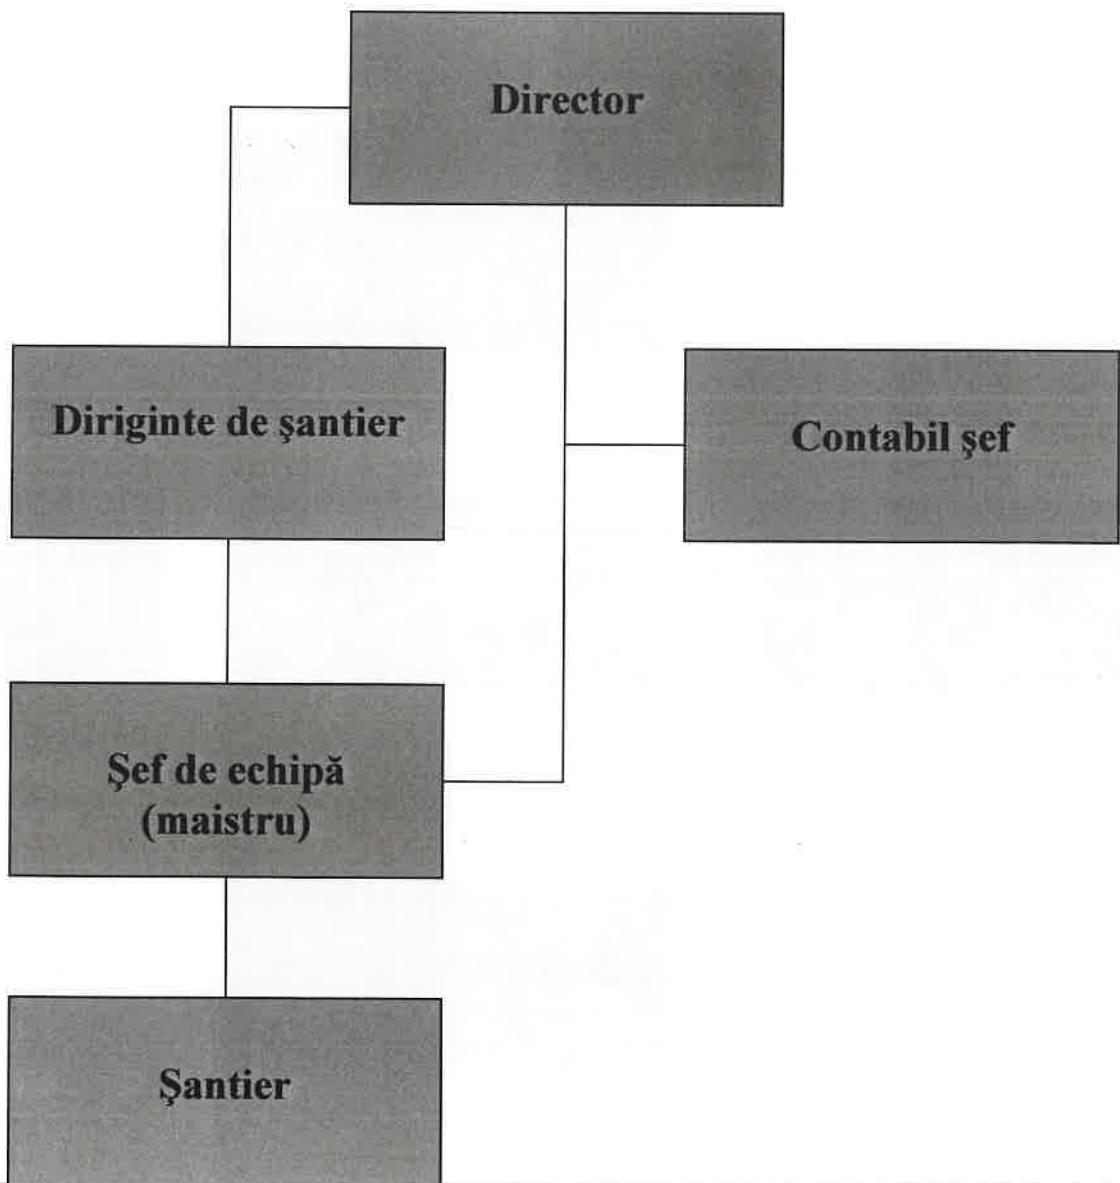 Director
Diriginte de şantier
Contabil şef
Şef de echipă
(maistru)
Şantier